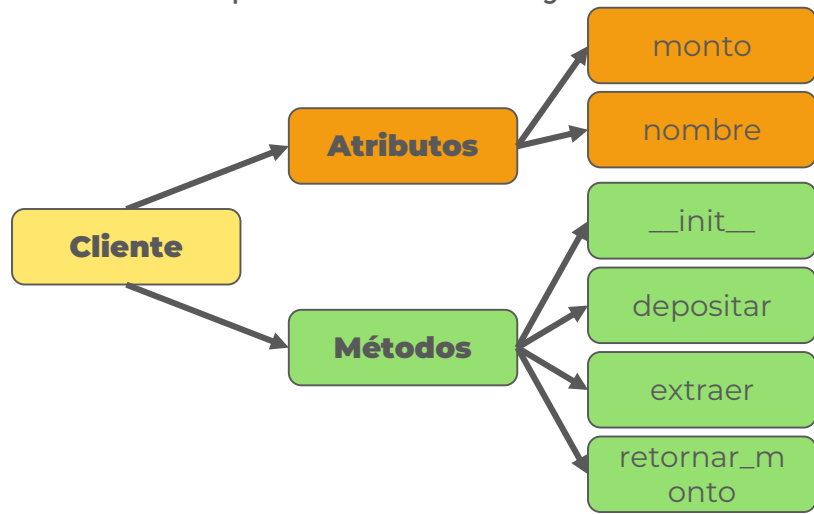 monto
nombre
Atributos
Cliente
__init__
depositar
Métodos
extraer
retornar_m
onto